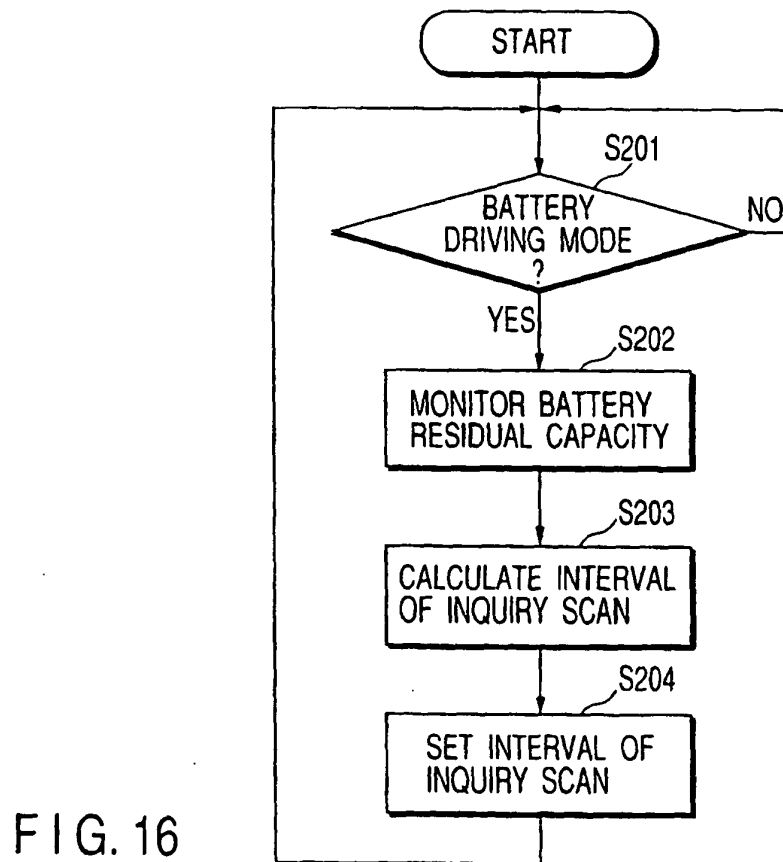 START
S201
BATTERY
DRIVING MODE
?
NO
YES
S202
MONITOR BATTERY
RESIDUAL CAPACITY
S203
CALCULATE INTERVAL
OF INQUIRY SCAN
S204
SET INTERVAL OF
INQUIRY SCAN
FIG. 16